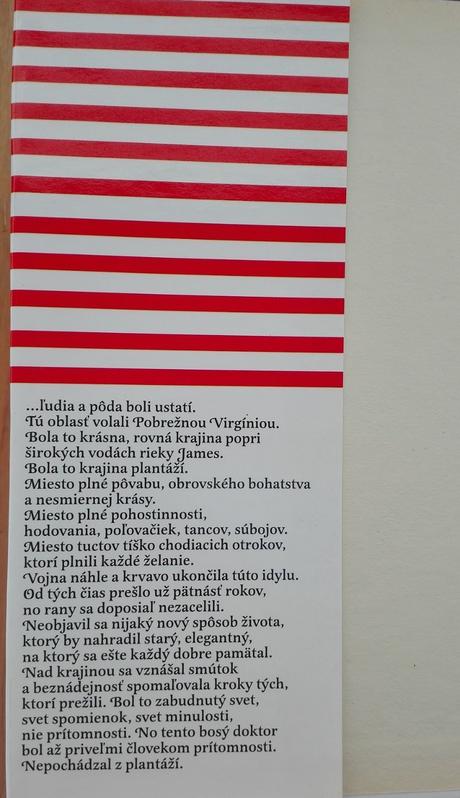 ...ľudia a pôda boli ustatí.
Tú oblasť volali Pobrežnou Virgíniou.
Bola to krásna, rovná krajina popri
širokých vodách rieky James.
Bola to krajina plantáží.
Miesto plné pôvabu, obrovského bohatstva
a nesmiernej krásy.
Miesto plné pohostinnosti,
hodovania, poľovačiek, tancov, súbojov.
Miesto tuctov tíško chodiacich otrokov,
ktorí plnili každé želanie.
Vojna náhle a krvavo ukončila túto idylu.
Od tých čias prešlo už pätnásť rokov,
no rany sa doposiaľ nezacelili.
Neobjavil sa nijaký nový spôsob života,
ktorý by nahradil starý, elegantný,
na ktorý sa ešte každý dobre pamätal.
Nad krajinou sa vznášal smútok
a beznádejnosť spomaľovala kroky tých,
ktorí prežili. Bol to zabudnutý svet,
svet spomienok, svet minulosti,
nie prítomnosti. No tento bosý doktor
bol až priveľmi človekom prítomnosti.
Nepochádzal z plantáží.